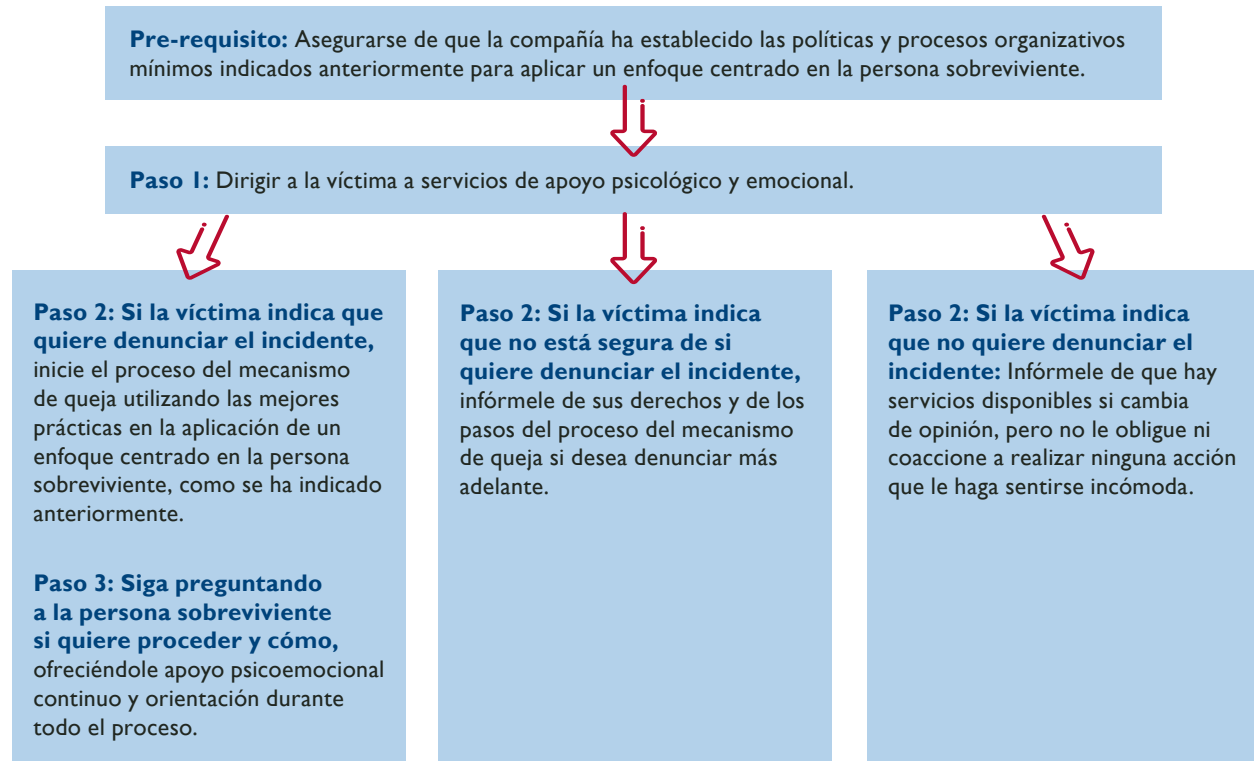 Pre-requisito: Asegurarse de que la compañía ha establecido las políticas y procesos organizativos
mínimos indicados anteriormente para aplicar un enfoque centrado en la persona sobreviviente.
Paso 1: Dirigir a la víctima a servicios de apoyo psicológico y emocional.
Paso 2: Si la víctima indica que
quiere denunciar el incidente,
inicie el proceso del mecanismo
de queja utilizando las mejores
prácticas en la aplicación de un
enfoque centrado en la persona
sobreviviente, como se ha indicado
anteriormente.
Paso 3: Siga preguntando
a la persona sobreviviente
si quiere proceder y cómo,
ofreciéndole apoyo psicoemocional
continuo y orientación durante
todo el proceso.
Paso 2: Si la víctima indica
que no está segura de si
quiere denunciar el incidente,
infórmele de sus derechos y de los
pasos del proceso del mecanismo
de queja si desea denunciar más
adelante.
Paso 2: Si la víctima indica
que no quiere denunciar el
incidente: Infórmele de que hay
servicios disponibles si cambia
de opinión, pero no le obligue ni
coaccione a realizar ninguna acción
que le haga sentirse incómoda.